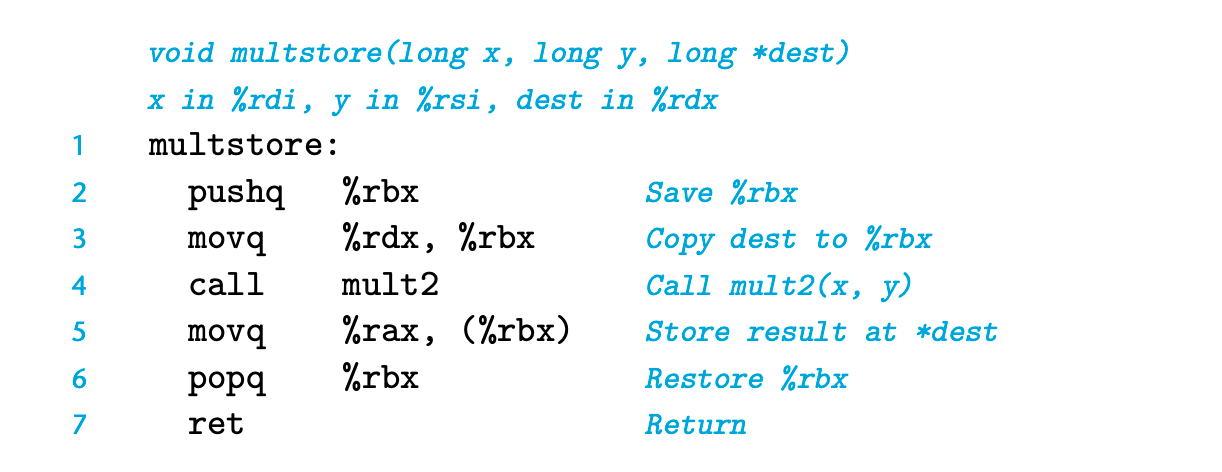 void multstore(long x, long y, long *dest)
x in %rdi, y in %rsi, dest in %rdx
1 multstore:
2 pushq %rbx Save %rbx
3 movq %rdx, %rbx Copy dest to %rbx
4 call mult2 Call mult2(x, y)
5 movq %rax, (%rbx) Store result at *dest
6 popq %rbx Restore %rbx
7 ret Return